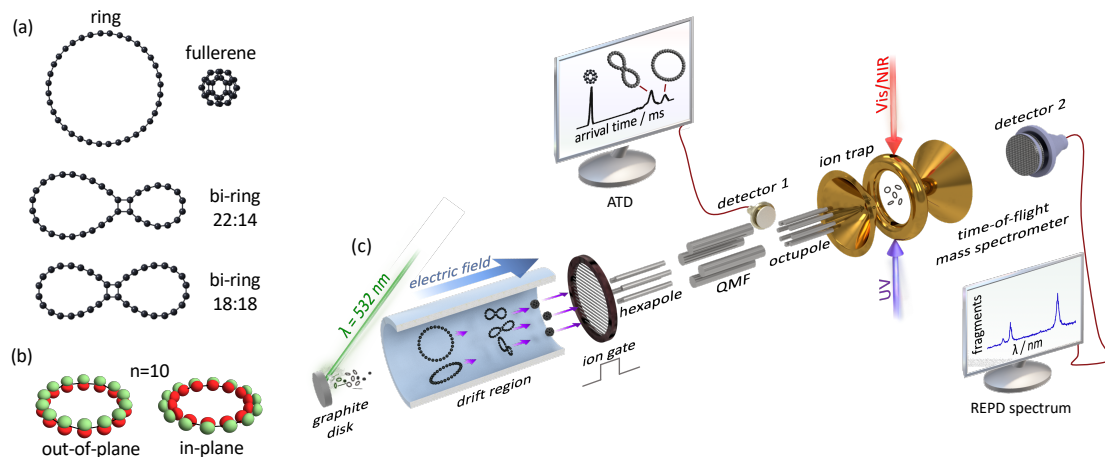 (a)
ring
fullerene
bi-ring
22:14
bi-ring
18:18
(b)
n=10
out-of-plane
in-plane
(c)
λ = 532 nm
graphite
disk
electric field
drift region
ion gate
hexapole
QMF
octupole
arrival time / ms
ATD
detector 1
ion trap
Vis/NIR
UV
detector 2
time-of-flight
mass spectrometer
fragments
λ / nm
REPD spectrum